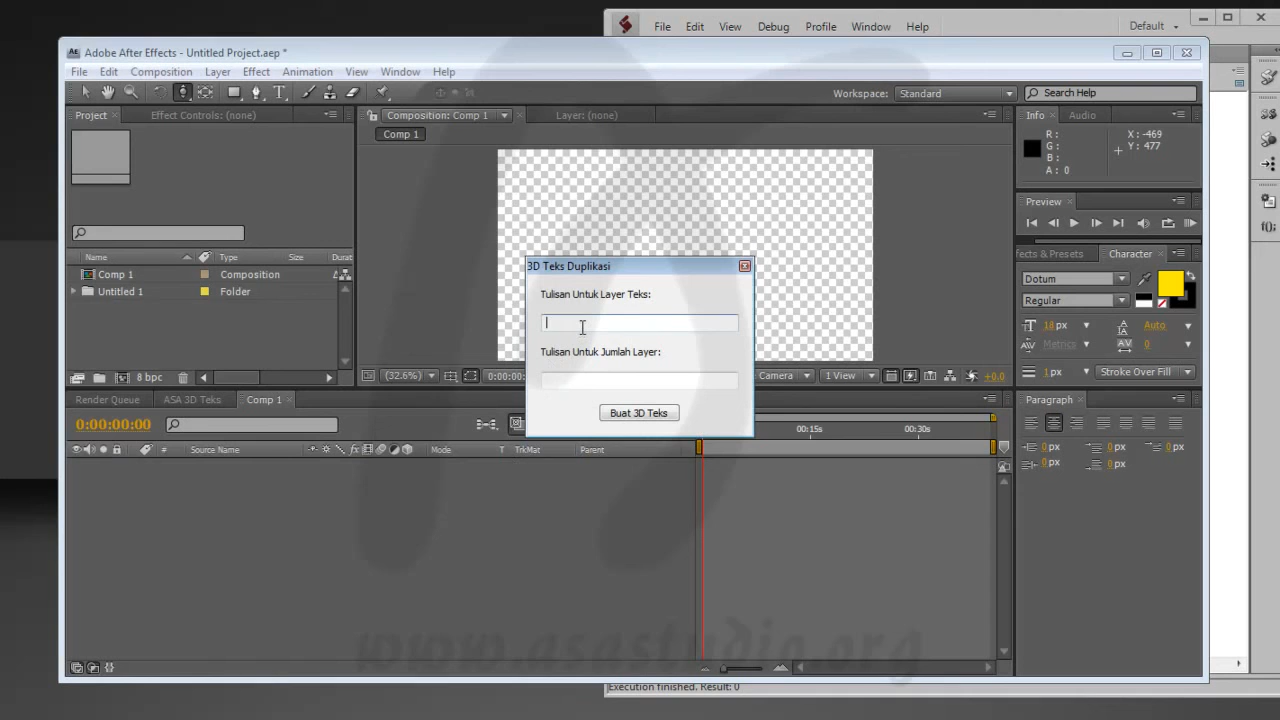 File Edit View Debug Profile Window Help
Default
Adobe After Effects - Untitled Project.aep *
File Edit Composition Layer Effect Animation View Window Help
Workspace: Standard
Search Help
Project
Effect Controls: (none)
Composition: Comp 1
Layer: (none)
Info
Audio
Comp 1
R :
G :
B :
A : 0
X : -469
Y : 477
Preview
Name Type Size Durat
Comp 1 Composition
Untitled 1 Folder
ffects & Presets
Character
Dotum
Regular
18 px
Auto
Metrics
0
1 px
Stroke Over Fill
3D Teks Duplikasi
Tulisan Untuk Layer Teks:
Tulisan Untuk Jumlah Layer:
Buat 3D Teks
8 bpc
(32.6%)
0:00:00:
Camera
1 View
+0.0
Render Queue
ASA 3D Teks
Comp 1
Paragraph
0:00:00:00
00:15s
00:30s
# Source Name
fx
Mode
T TrkMat
Parent
0 px
0 px
0 px
0 px
0 px
www.asastudio.org
Execution finished. Result: 0